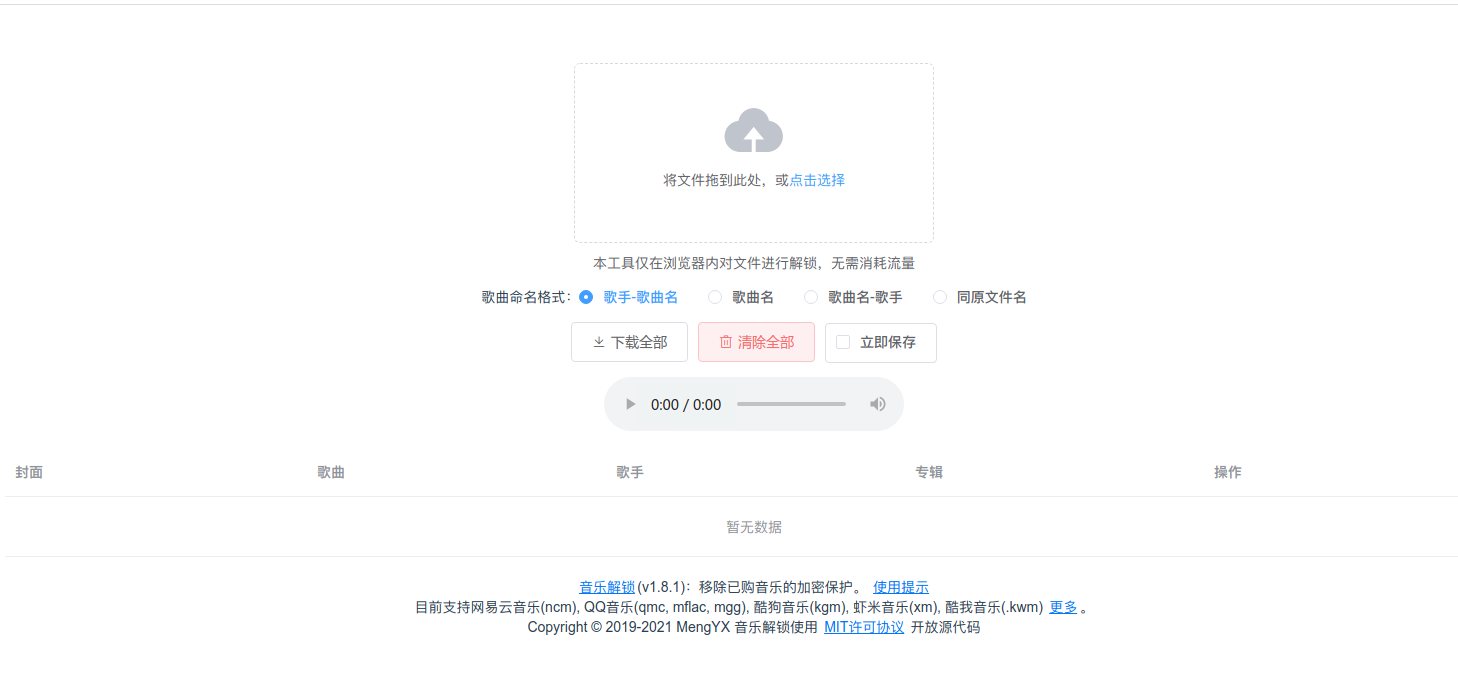 将文件拖到此处，或点击选择
本工具仅在浏览器内对文件进行解锁，无需消耗流量
歌曲命名格式： 歌手-歌曲名 歌曲名 歌曲名-歌手 同原文件名
下载全部 清除全部 立即保存
0:00 / 0:00
封面 歌曲 歌手 专辑 操作
暂无数据
音乐解锁(v1.8.1)：移除已购音乐的加密保护。 使用提示
目前支持网易云音乐(ncm), QQ音乐(qmc, mflac, mgg), 酷狗音乐(kgm), 虾米音乐(xm), 酷我音乐(.kwm) 更多 。
Copyright © 2019-2021 MengYX 音乐解锁使用 MIT许可协议 开放源代码